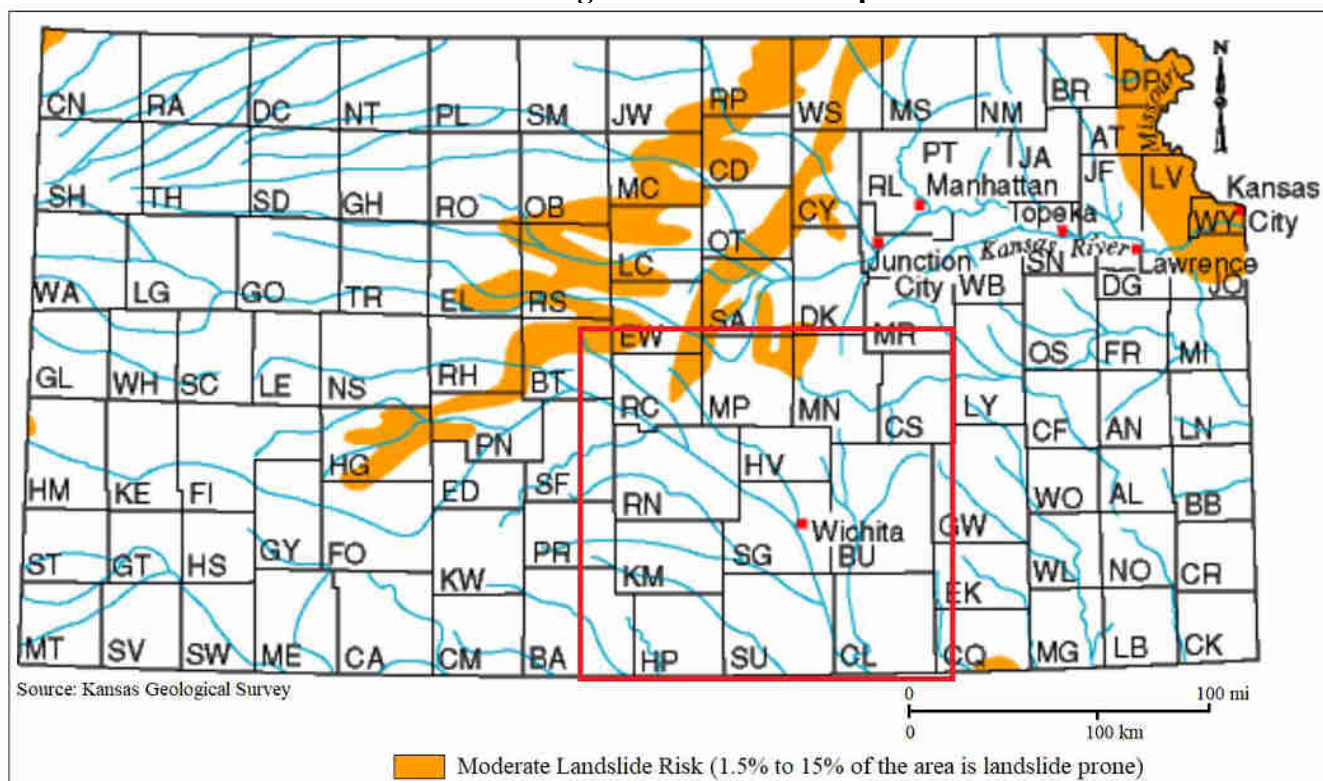 N
CN RA DC NT PL SM JW RP WS MS NM BR DP
Missouri
AT
SH TH SD GH RO OB MC CD CY RL PT JA JF LV
Manhattan
Kansas
City
WY
Topeka
Kansas River
Lawrence
Junction
City
WA LG GO TR EL RS LC OT SA DK WB SN DG JO
EW MR
GL WH SC LE NS RH BT RC MP MN CS LY OS FR MI
CF AN LN
HM KE FI HG PN ED SF RN HV GW WO AL BB
Wichita
ST GT HS GY FO KW PR KM SG BU EK WL NO CR
MT SV SW ME CA CM BA HP SU CL CQ MG LB CK
Source: Kansas Geological Survey
0 100 mi
0 100 km
Moderate Landslide Risk (1.5% to 15% of the area is landslide prone)